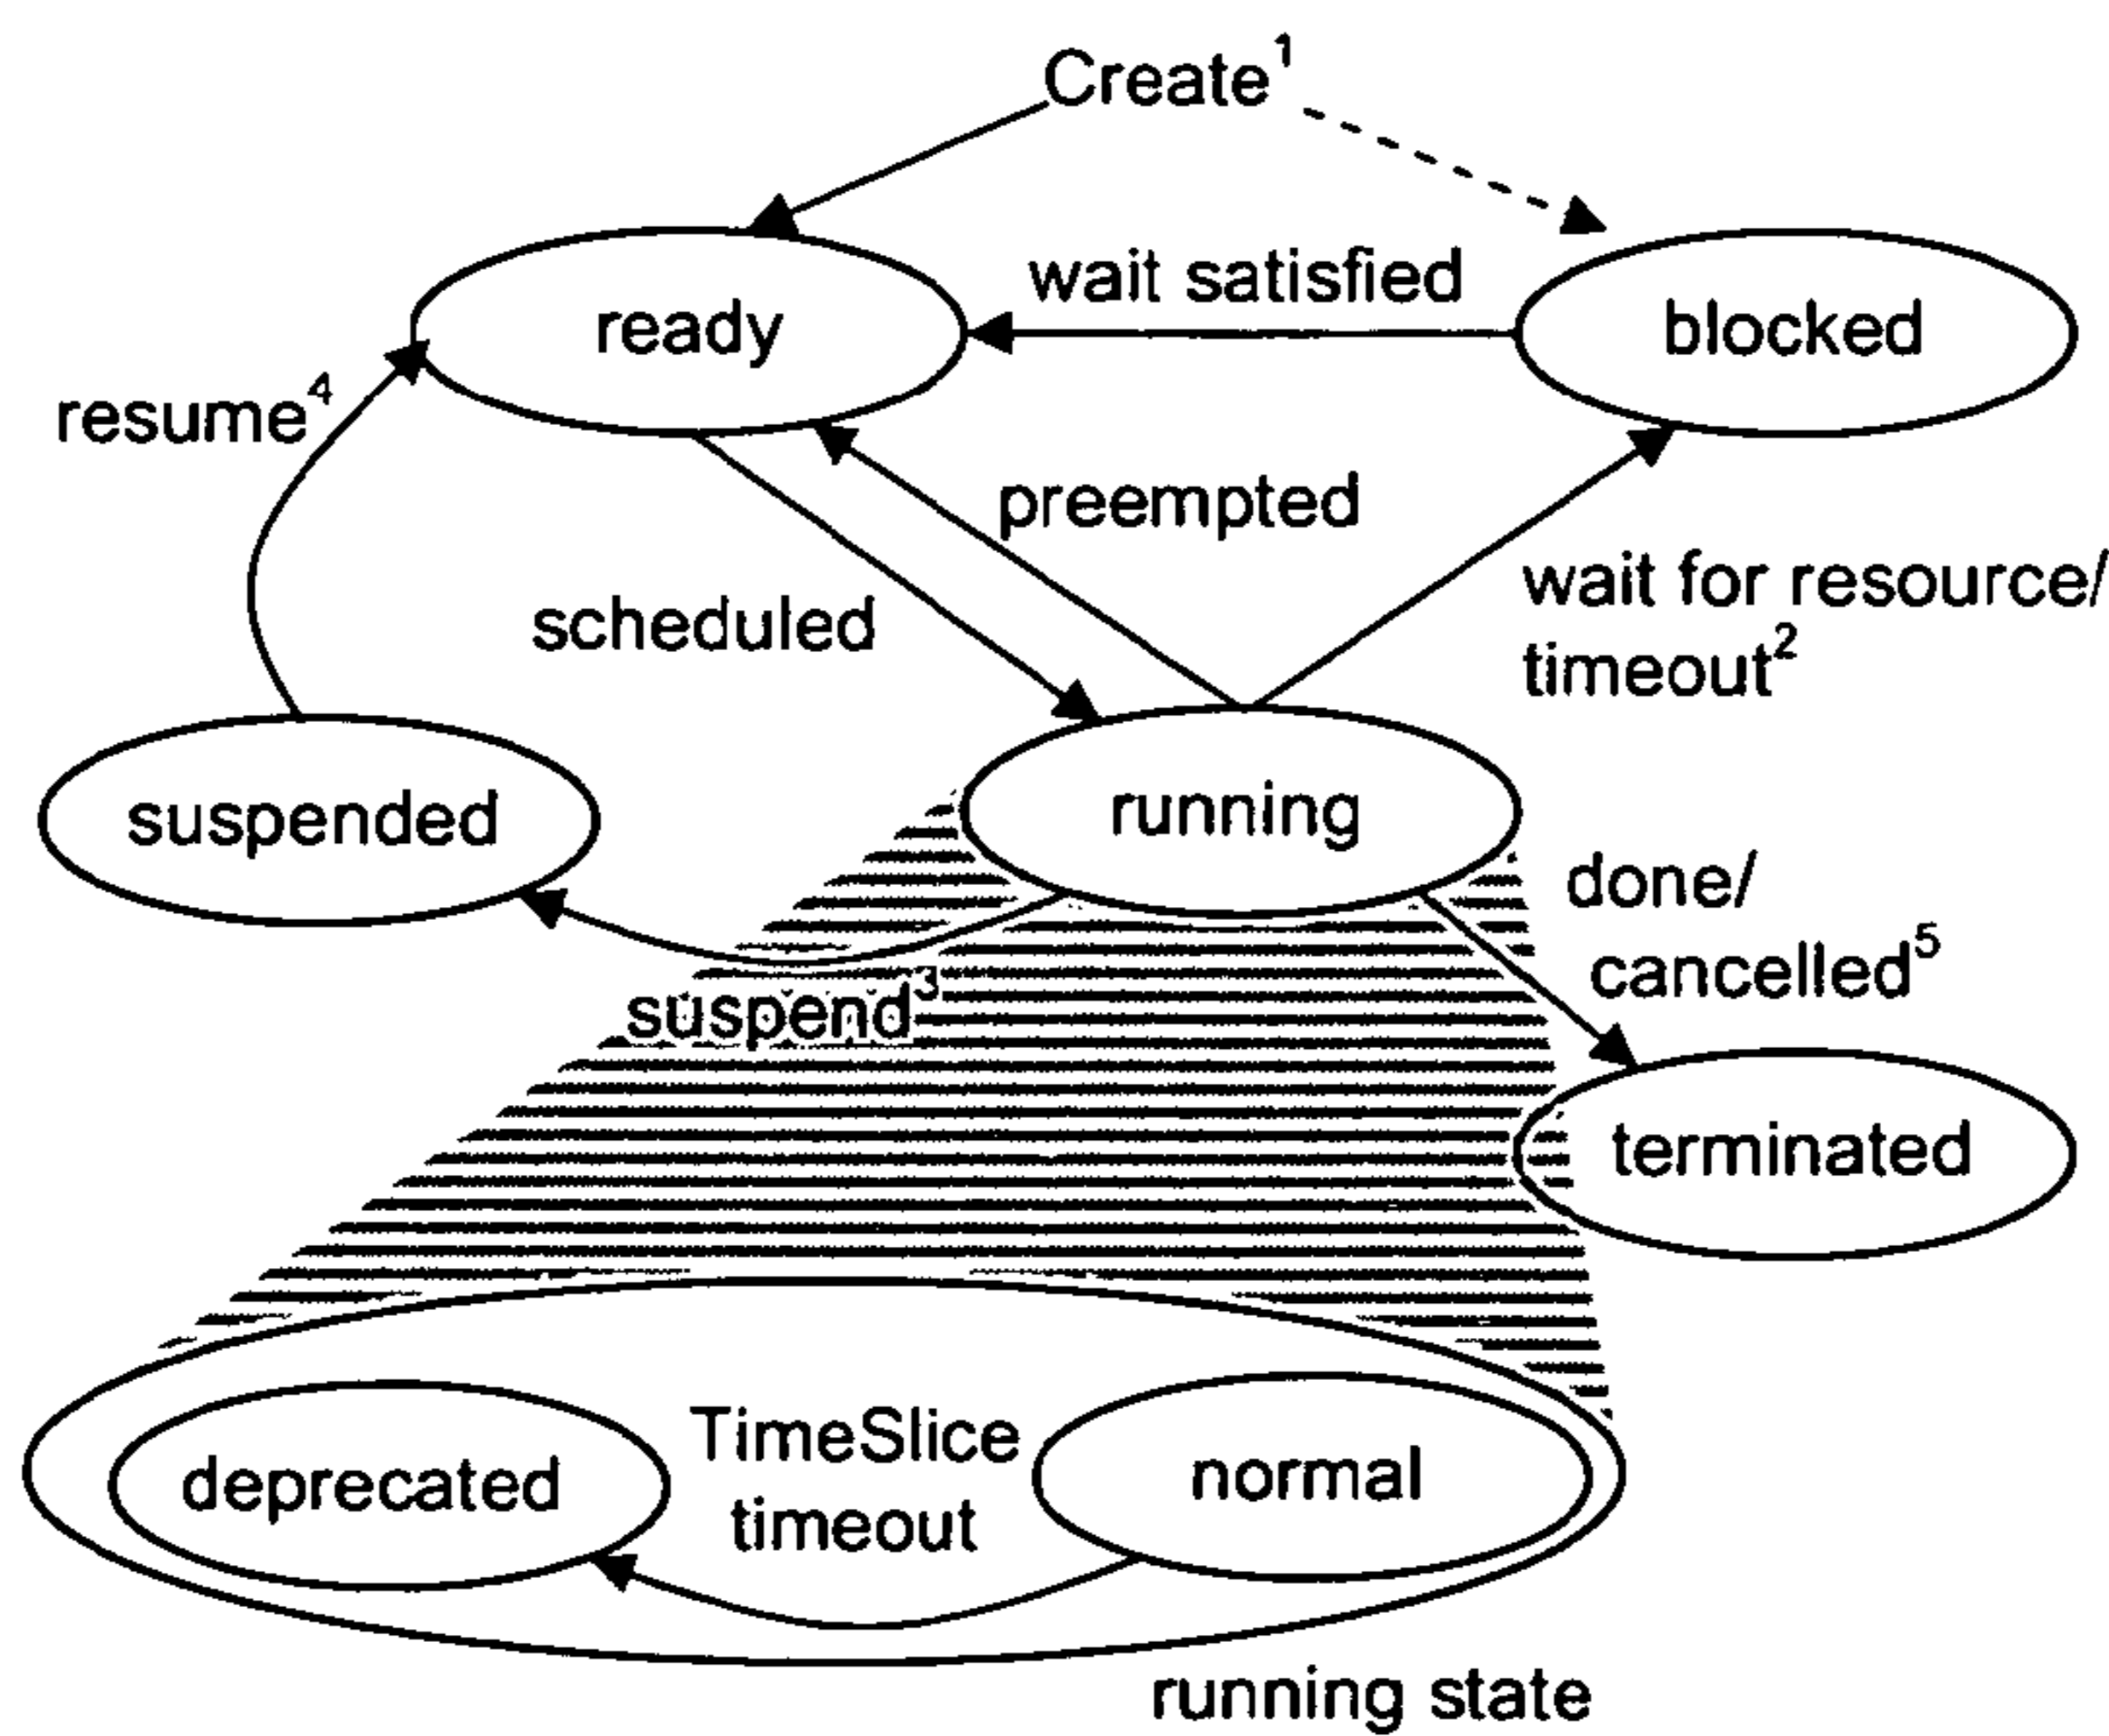 Create¹
wait satisfied
ready
blocked
resume⁴
preempted
wait for resource/
timeout²
scheduled
suspended
running
done/
cancelled⁵
suspend³
terminated
TimeSlice
timeout
deprecated
normal
running state